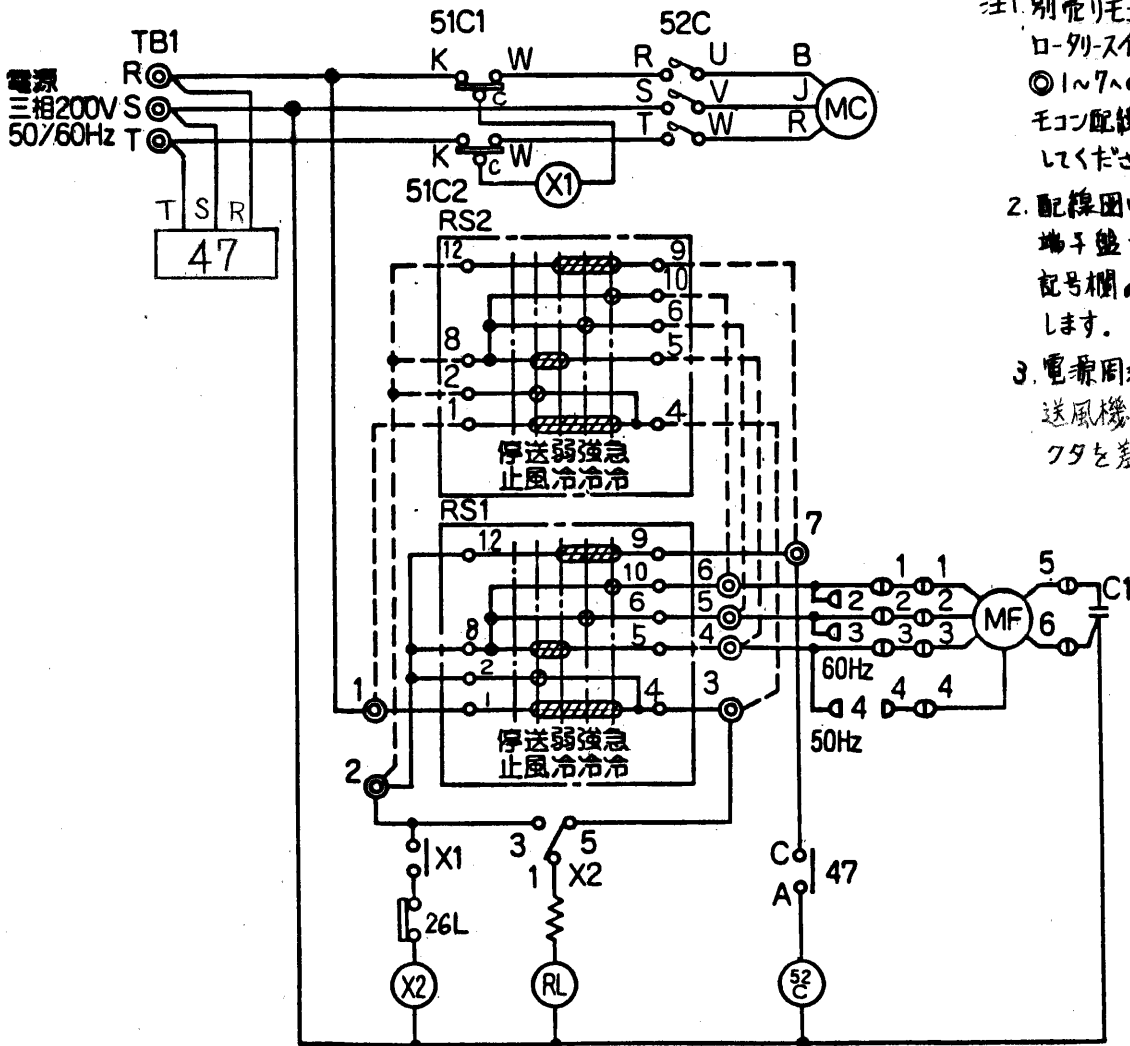 51C1
52C
TB1
電源
三相200V
50/60Hz
R
S
T
K
W
C
R
U
B
S
V
J
T
W
R
MC
K
W
C
51C2
X1
T S R
47
RS2
12
9
10
6
8
5
2
1
4
停送弱強急
止風冷冷冷
RS1
12
9
7
10
6
6
5
8
5
4
2
1
4
3
1
停送弱強急
止風冷冷冷
2
1 1
2 2 2
3 3 3
60Hz
4 4 4
50Hz
MF
5
6
C1
X1
26L
X2
3
5
1
X2
RL
C
A
47
52
C
注1. 別売リモ
ロータリースイ
◎1~7への
モコン配線
してくださ
2. 配線図
端子盤
記号欄
します。
3. 電源周
送風機
クタを差